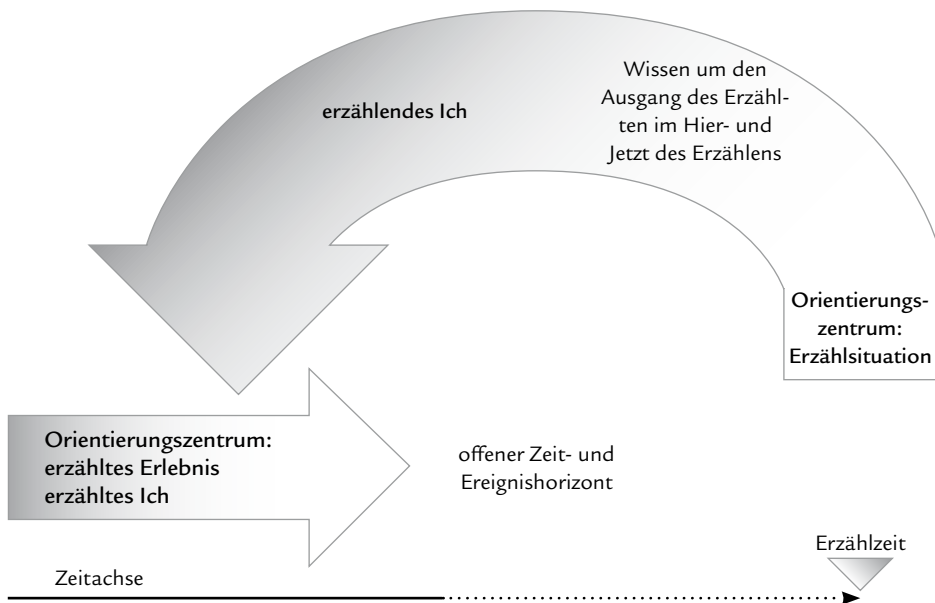 Wissen um den
Ausgang des Erzähl-
ten im Hier- und
Jetzt des Erzählens
erzählendes Ich
Orientierungs-
zentrum:
Erzählsituation
Orientierungszentrum:
erzähltes Erlebnis
erzähltes Ich
offener Zeit- und
Ereignishorizont
Erzählzeit
Zeitachse